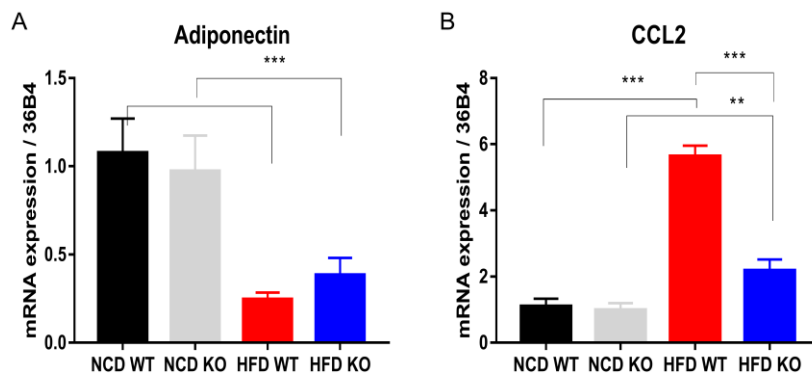 A
Adiponectin
***
mRNA expression / 36B4
1.5
1.0
0.5
0.0
NCD WT NCD KO HFD WT HFD KO
B
CCL2
***
***
**
mRNA expression / 36B4
8
6
4
2
0
NCD WT NCD KO HFD WT HFD KO